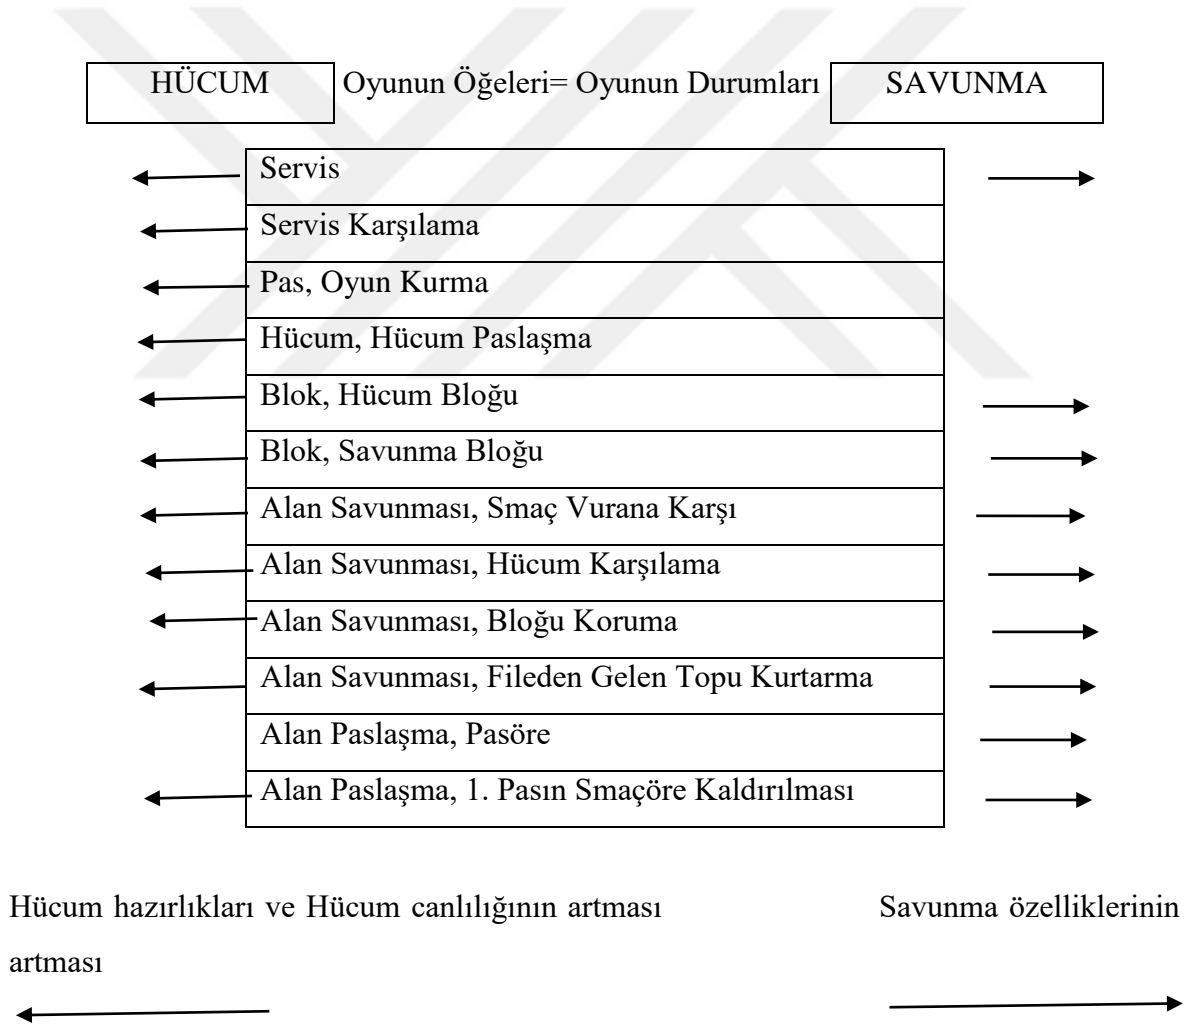 HÜCUM Oyunun Öğeleri= Oyunun Durumları SAVUNMA
Servis
Servis Karşılama
Pas, Oyun Kurma
Hücum, Hücum Paslaşma
Blok, Hücum Bloğu
Blok, Savunma Bloğu
Alan Savunması, Smaç Vurana Karşı
Alan Savunması, Hücum Karşılama
Alan Savunması, Bloğu Koruma
Alan Savunması, Fileden Gelen Topu Kurtarma
Alan Paslaşma, Pasöre
Alan Paslaşma, 1. Pasın Smaçöre Kaldırılması
Hücum hazırlıkları ve Hücum canlılığının artması Savunma özelliklerinin
artması